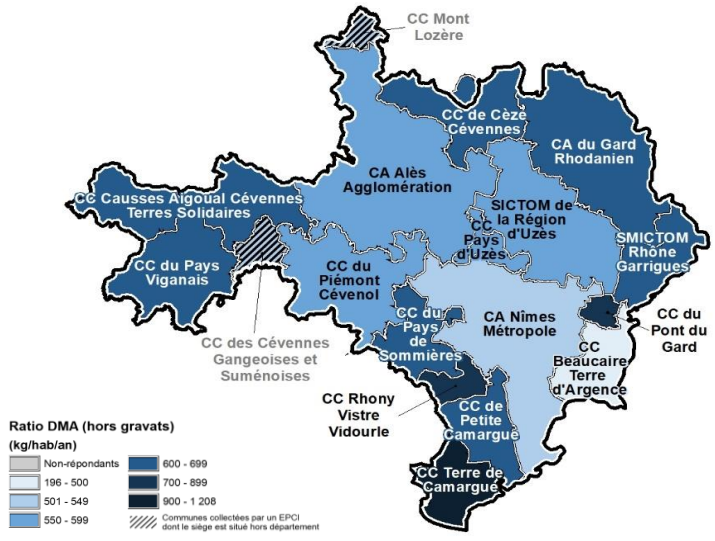 CC Mont
Lozère
CC de Cèze
Cévennes
CA du Gard
Rhodanien
CA Alès
Agglomération
CC Causses Aigoual Cévennes
Terres Solidaires
SICTOM de
la Région
d'Uzès
CC
Pays
d'Uzès
SMICTOM
Rhône
Garrigues
CC du Pays
Viganais
CC du
Piémont
Cévenol
CC du
Pays
de
Sommières
CA Nîmes
Métropole
CC du
Pont du
Gard
CC des Cévennes
Gangeoises et
Suménoises
CC
Beaucaire
Terre
d'Argence
CC Rhony
Vistre
Vidourle
CC de
Petite
Camargue
CC Terre de
Camargue
Ratio DMA (hors gravats)
(kg/hab/an)
Non-répondants
196 - 500
501 - 549
550 - 599
600 - 699
700 - 899
900 - 1 208
Communes collectées par un EPCI
dont le siège est situé hors département